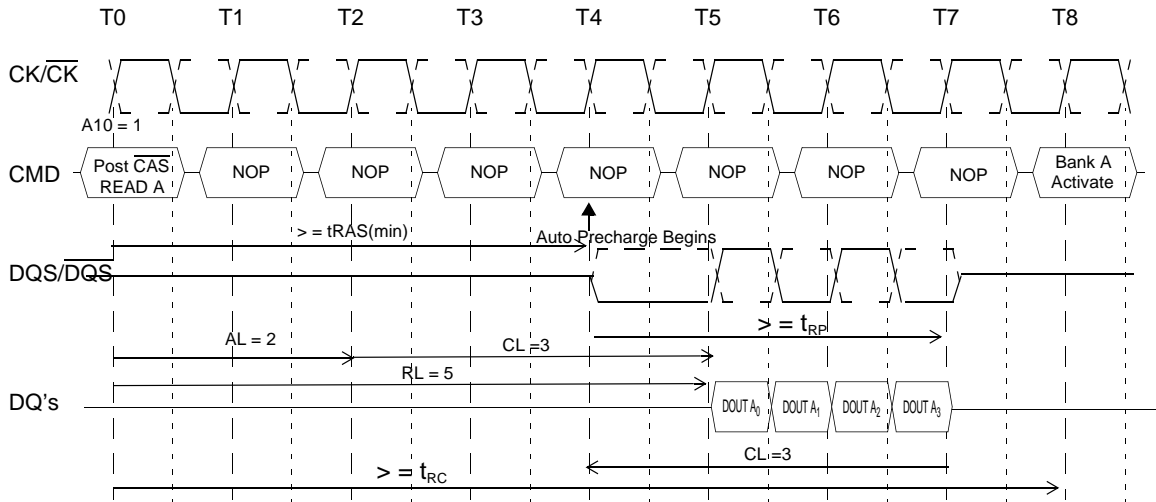 T0 T1 T2 T3 T4 T5 T6 T7 T8
CK/CK
A10 = 1
CMD
Post CAS
READ A
NOP NOP NOP NOP NOP NOP NOP
Bank A
Activate
> = tRAS(min)
Auto Precharge Begins
DQS/DQS
> = tRP
AL = 2
CL =3
RL = 5
DQ's
DOUT A0 DOUT A1 DOUT A2 DOUT A3
CL =3
> = tRC